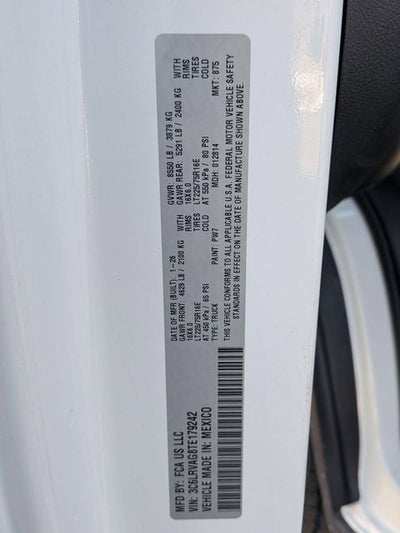 MFD BY: FCA US LLC
VIN: 3C6LRVAG8TE179242
VEHICLE MADE IN: MEXICO
DATE OF MFR (BUILT): 1-26
GVWR: 8550 LB / 3879 KG
GAWR FRONT: 4629 LB / 2100 KG
WITH
GAWR REAR: 5291 LB / 2400 KG
WITH
16X6.0
RIMS
16X6.0
RIMS
LT225/75R16E
TIRES
LT225/75R16E
TIRES
AT 450 kPa / 65 PSI
COLD
AT 550 kPa / 80 PSI
COLD
TYPE: TRUCK
PAINT: PW7
MDH: 012814
MKT: 875
THIS VEHICLE CONFORMS TO ALL APPLICABLE U.S.A. FEDERAL MOTOR VEHICLE SAFETY
STANDARDS IN EFFECT ON THE DATE OF MANUFACTURE SHOWN ABOVE.